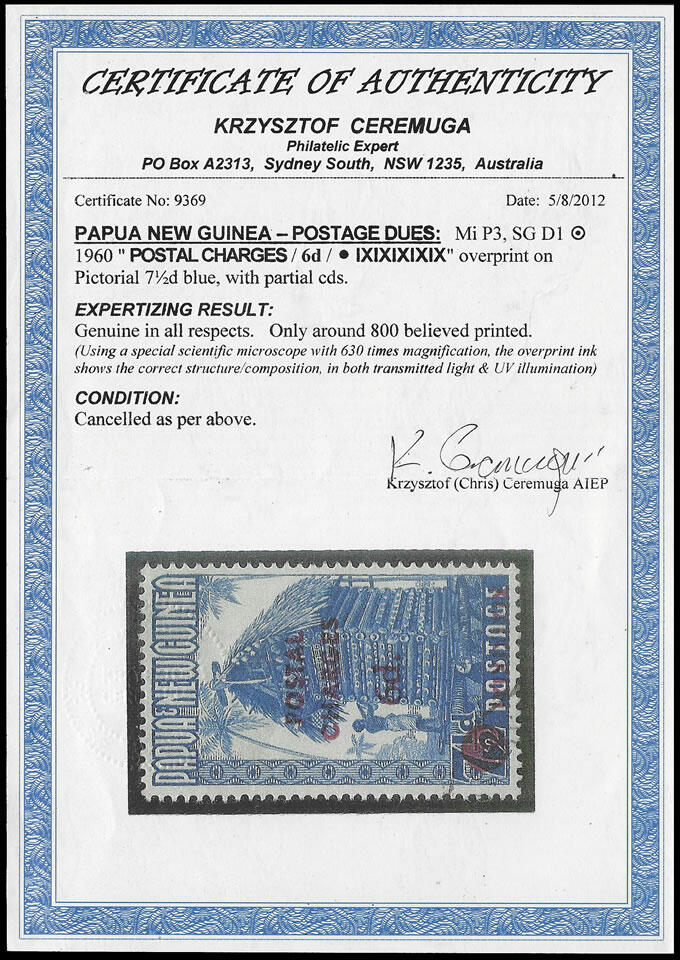 CERTIFICATE OF AUTHENTICITY
KRZYSZTOF CEREMUGA
Philatelic Expert
PO Box A2313, Sydney South, NSW 1235, Australia
Certificate No: 9369 Date: 5/8/2012
PAPUA NEW GUINEA – POSTAGE DUES: Mi P3, SG D1 ⊙
1960 " POSTAL CHARGES / 6d / ● IXIXIXIXIX" overprint on
Pictorial 7½d blue, with partial cds.
EXPERTIZING RESULT:
Genuine in all respects. Only around 800 believed printed.
(Using a special scientific microscope with 630 times magnification, the overprint ink
shows the correct structure/composition, in both transmitted light & UV illumination)
CONDITION:
Cancelled as per above.
K. Ceremuga
Krzysztof (Chris) Ceremuga AIEP
PAPUA & NEW GUINEA
POSTAL
CHARGES
6d.
7½d
POSTAGE